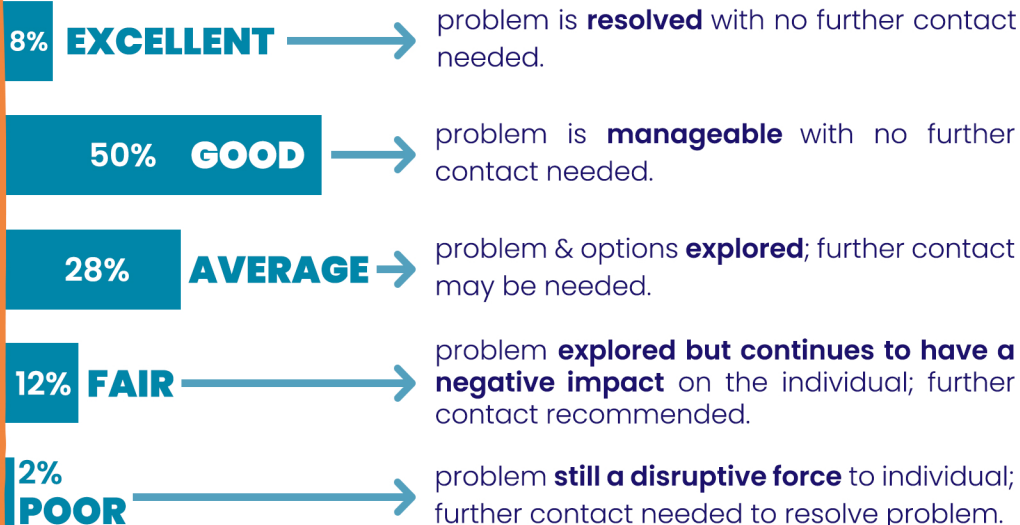 8% EXCELLENT
problem is resolved with no further contact
needed.
50% GOOD
problem is manageable with no further
contact needed.
28% AVERAGE
problem & options explored; further contact
may be needed.
12% FAIR
problem explored but continues to have a
negative impact on the individual; further
contact recommended.
2%
POOR
problem still a disruptive force to individual;
further contact needed to resolve problem.